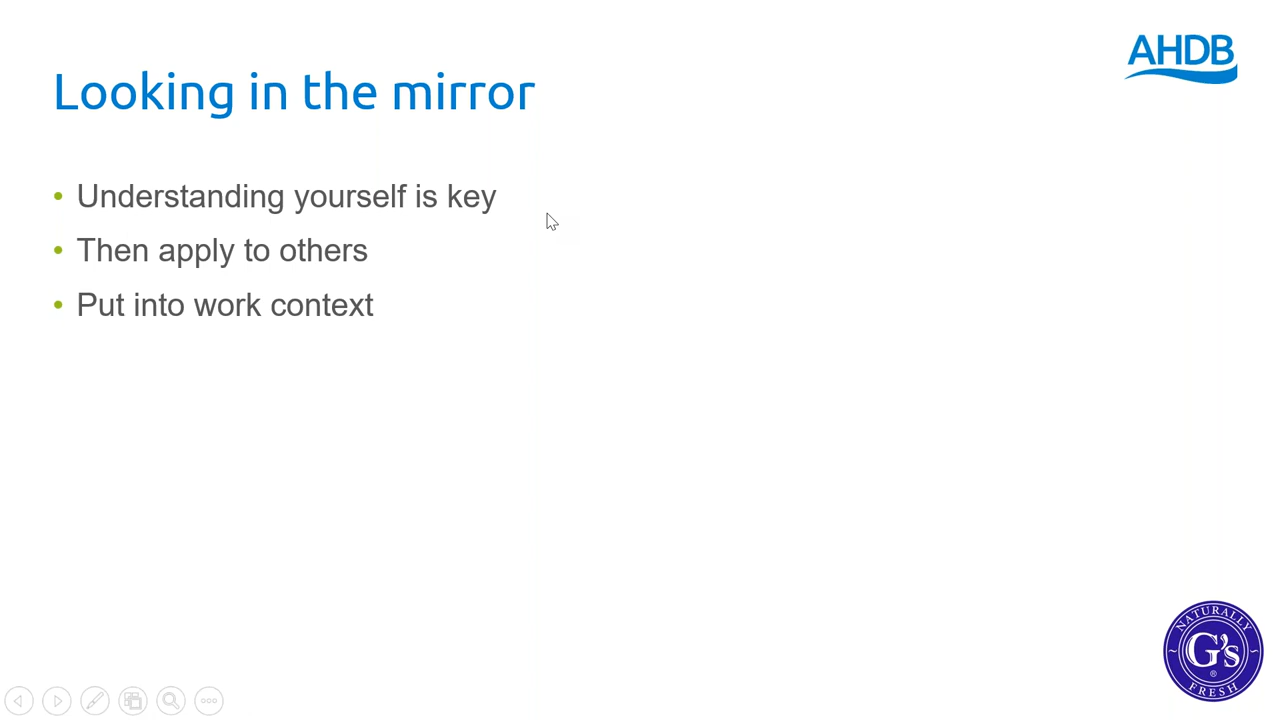 AHDB
Looking in the mirror
• Understanding yourself is key
• Then apply to others
• Put into work context
NATURALLY
G's
®
FRESH